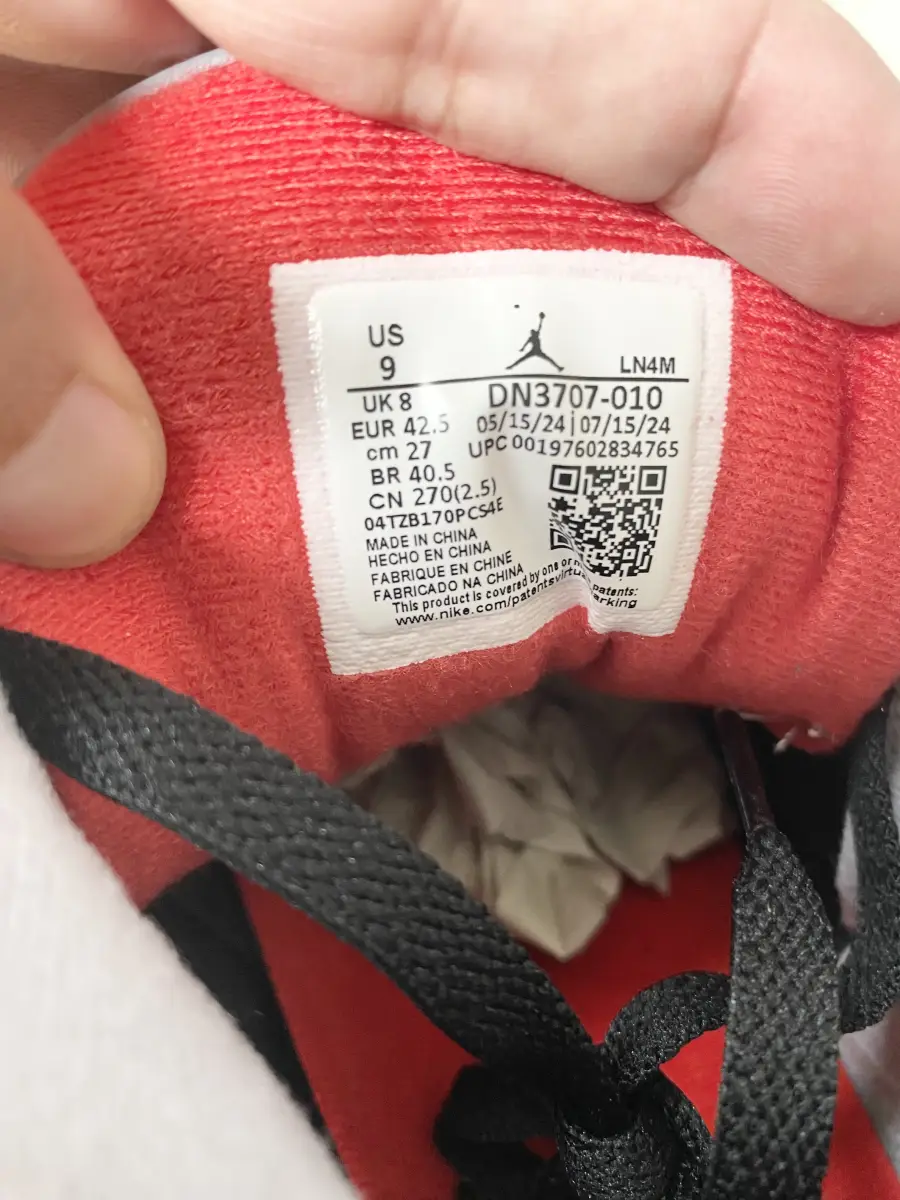 US
9
LN4M
UK 8
DN3707-010
EUR 42.5
05/15/24|07/15/24
cm 27
UPC 00197602834765
BR 40.5
CN 270(2.5)
04TZB170PCS4E
MADE IN CHINA
HECHO EN CHINA
FABRIQUE EN CHINE
FABRICADO NA CHINA
This product is covered by one or patents:
www.nike.com/patentsvirtu arking